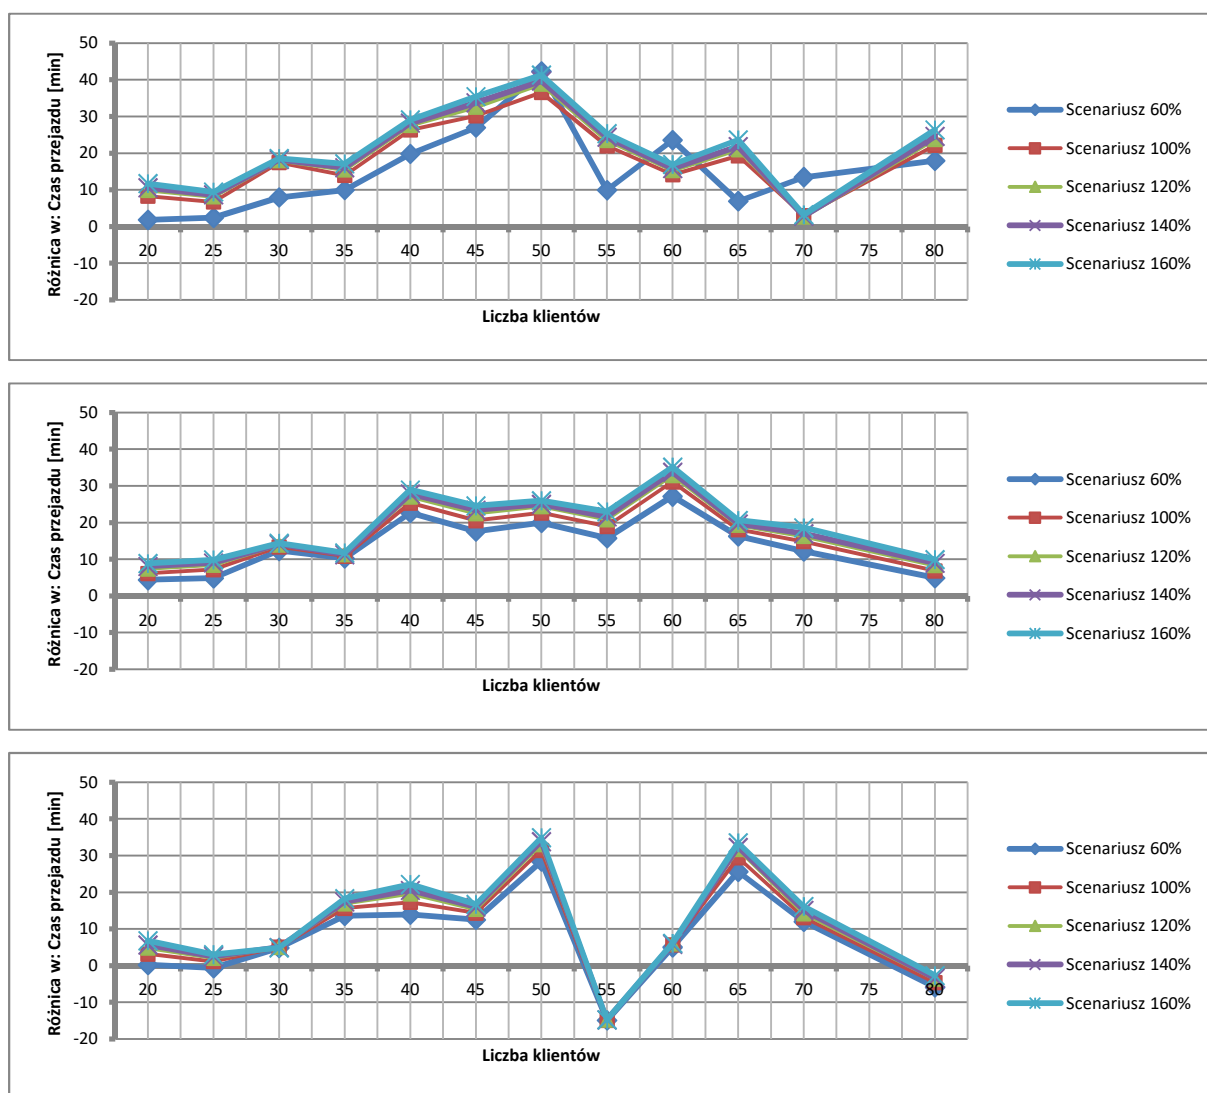 Różnica w: Czas przejazdu [min]
50
40
30
20
10
0
-10
-20
20 25 30 35 40 45 50 55 60 65 70 75 80
Liczba klientów
Scenariusz 60%
Scenariusz 100%
Scenariusz 120%
Scenariusz 140%
Scenariusz 160%
Różnica w: Czas przejazdu [min]
50
40
30
20
10
0
-10
-20
20 25 30 35 40 45 50 55 60 65 70 75 80
Liczba klientów
Scenariusz 60%
Scenariusz 100%
Scenariusz 120%
Scenariusz 140%
Scenariusz 160%
Różnica w: Czas przejazdu [min]
50
40
30
20
10
0
-10
-20
20 25 30 35 40 45 50 55 60 65 70 75 80
Liczba klientów
Scenariusz 60%
Scenariusz 100%
Scenariusz 120%
Scenariusz 140%
Scenariusz 160%